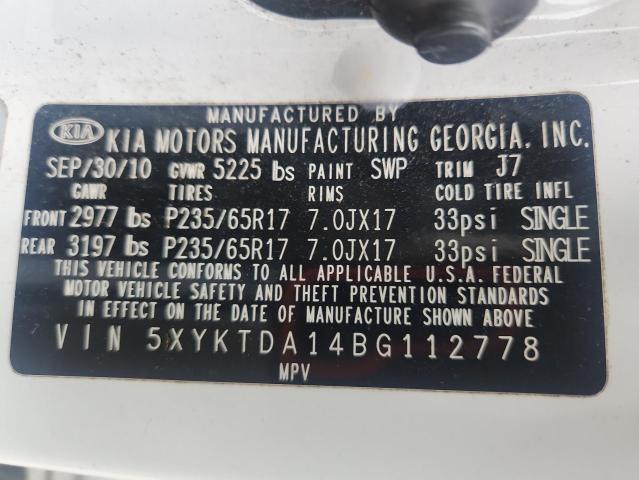 MANUFACTURED BY
KIA KIA MOTORS MANUFACTURING GEORGIA, INC.
SEP/30/10 GVWR 5225 lbs PAINT SWP TRIM J7
GAWR TIRES RIMS COLD TIRE INFL
FRONT 2977 lbs P235/65R17 7.0JX17 33psi SINGLE
REAR 3197 lbs P235/65R17 7.0JX17 33psi SINGLE
THIS VEHICLE CONFORMS TO ALL APPLICABLE U.S.A. FEDERAL
MOTOR VEHICLE SAFETY AND THEFT PREVENTION STANDARDS
IN EFFECT ON THE DATE OF MANUFACTURE SHOWN ABOVE
VIN 5XYKTDA14BG112778
MPV